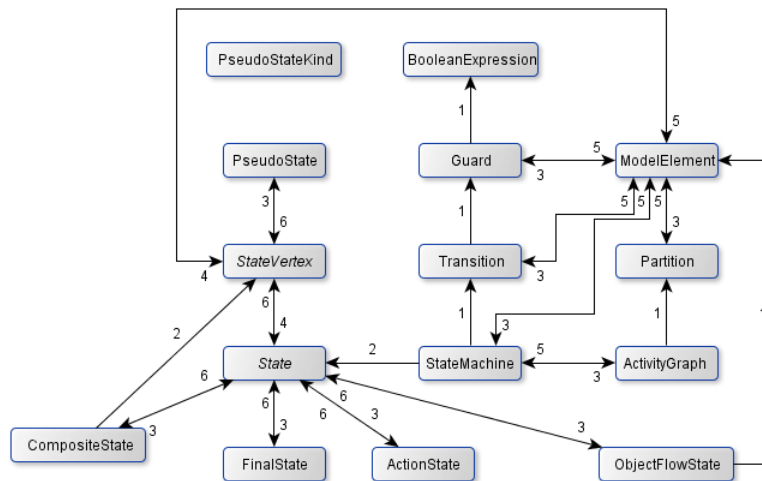 PseudoStateKind
BooleanExpression
1
5
PseudoState
Guard
5
3
ModelElement
3
6
1
5
5
5
3
StateVertex
4
Transition
3
Partition
6
4
2
1
3
1
1
State
2
StateMachine
5
3
ActivityGraph
6
3
6
3
6
3
6
3
CompositeState
FinalState
ActionState
ObjectFlowState